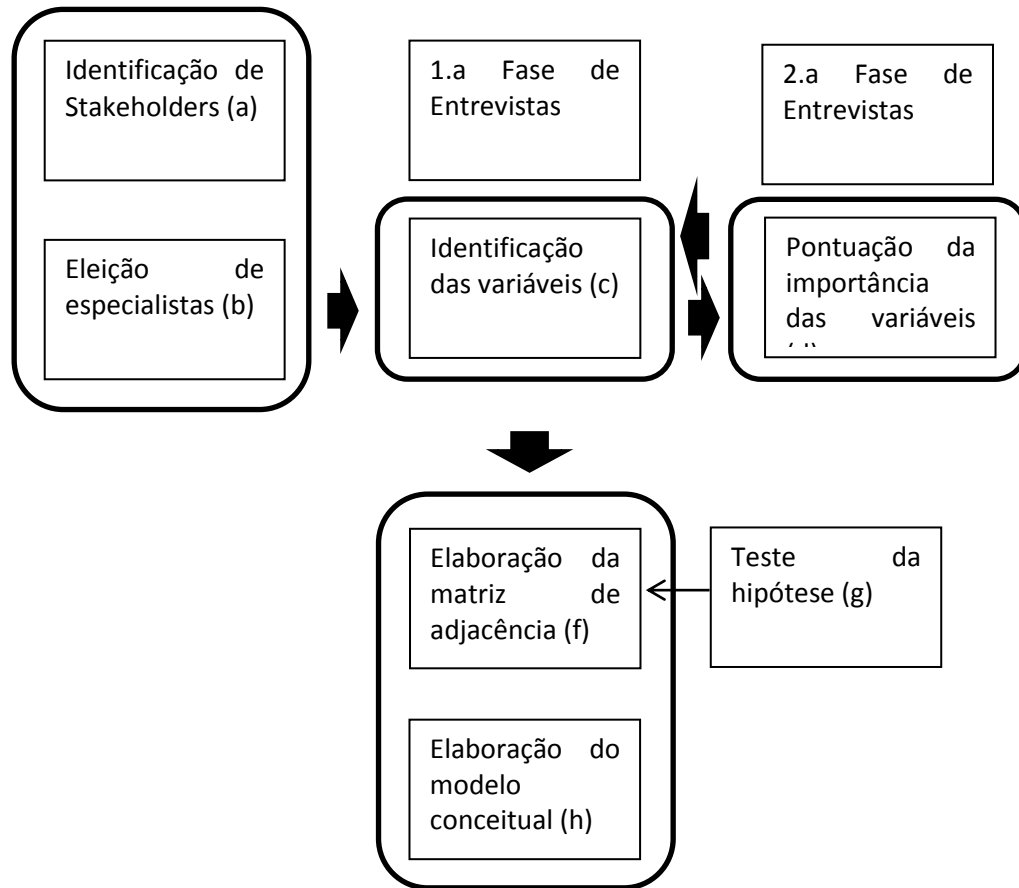 Identificação de
Stakeholders (a)
1.a Fase de
Entrevistas
2.a Fase de
Entrevistas
Eleição de
especialistas (b)
Identificação
das variáveis (c)
Pontuação da
importância
das variáveis
Elaboração da
matriz de
adjacência (f)
Teste da
hipótese (g)
Elaboração do
modelo
conceitual (h)